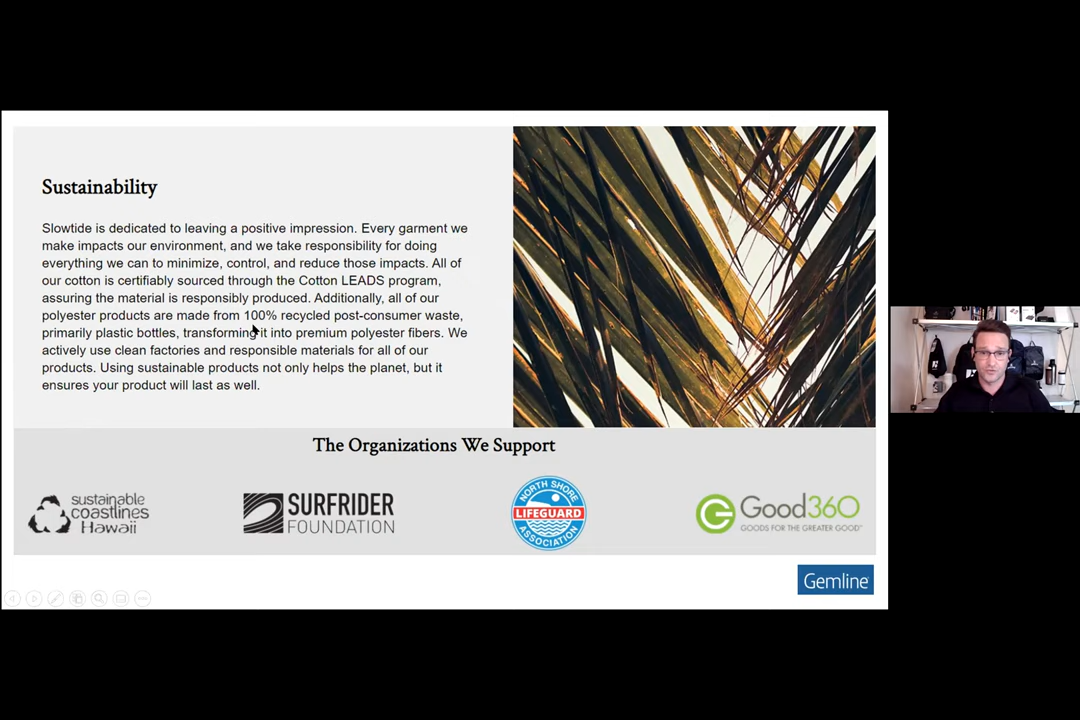 Sustainability
Slowtide is dedicated to leaving a positive impression. Every garment we
make impacts our environment, and we take responsibility for doing
everything we can to minimize, control, and reduce those impacts. All of
our cotton is certifiably sourced through the Cotton LEADS program,
assuring the material is responsibly produced. Additionally, all of our
polyester products are made from 100% recycled post-consumer waste,
primarily plastic bottles, transforming it into premium polyester fibers. We
actively use clean factories and responsible materials for all of our
products. Using sustainable products not only helps the planet, but it
ensures your product will last as well.
The Organizations We Support
sustainable
coastlines
Hawaii
SURFRIDER
FOUNDATION
NORTH SHORE
LIFEGUARD
ASSOCIATION
Good360
GOODS FOR THE GREATER GOOD™
Gemline